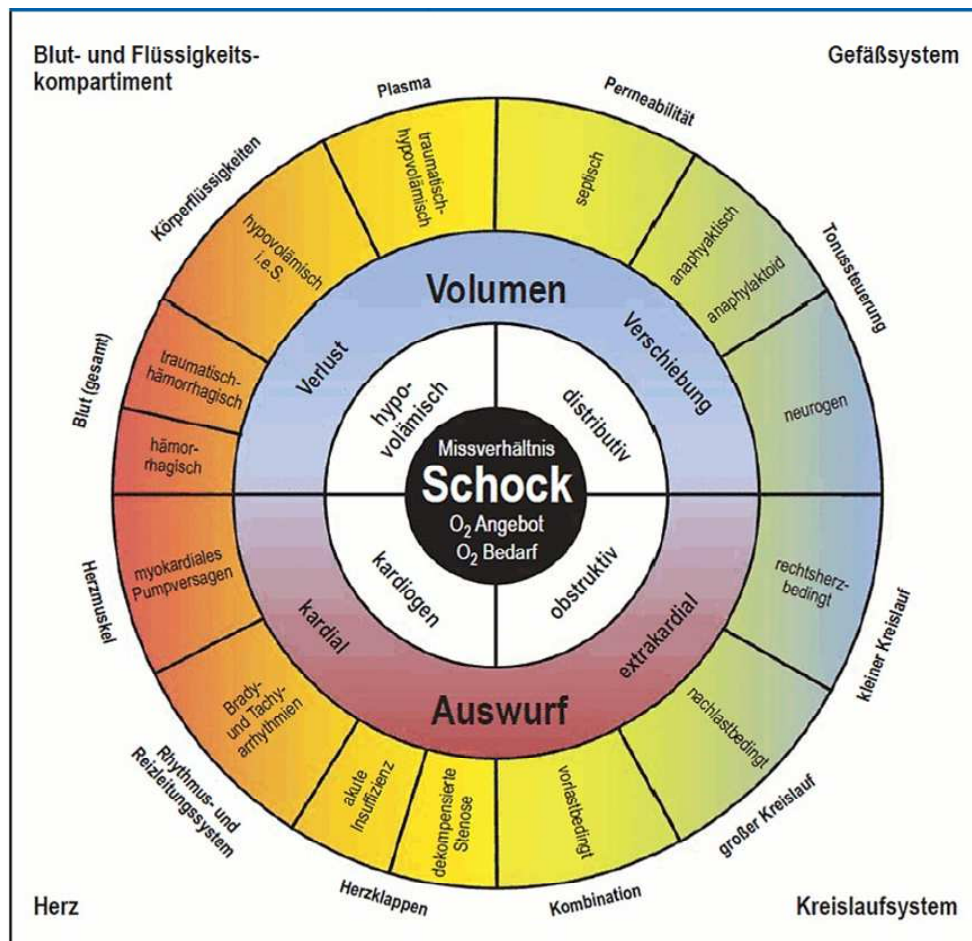 Blut- und Flüssigkeits-
kompartiment
Gefäßsystem
Plasma
Permeabilität
Körperflüssigkeiten
Tonussteuerung
Blut (gesamt)
traumatisch-
hypovolämisch
septisch
hypovolämisch
i.e.S.
anaphyaktisch
anaphylaktoid
traumatisch-
hämorrhagisch
neurogen
hämor-
rhagisch
Volumen
Verlust
Verschiebung
hypo-
volämisch
distributiv
Missverhältnis
Schock
O₂ Angebot
O₂ Bedarf
kardiogen
obstruktiv
kardial
extrakardial
Auswurf
myokardiales
Pumpversagen
rechtsherz-
bedingt
Brady-
und Tachy-
arrhythmien
nachlastbedingt
akute
Insuffizienz
dekompensierte
Stenose
vorlastbedingt
Herzmuskel
kleiner Kreislauf
Rhythmus- und
Reizleitungssystem
großer Kreislauf
Herzklappen
Kombination
Herz
Kreislaufsystem